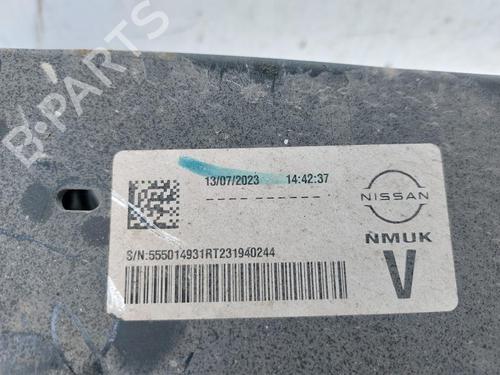 B-PARTS
13/07/2023 14:42:37
---- ---- ----
NISSAN
S/N:555014931RT231940244
NMUK
V